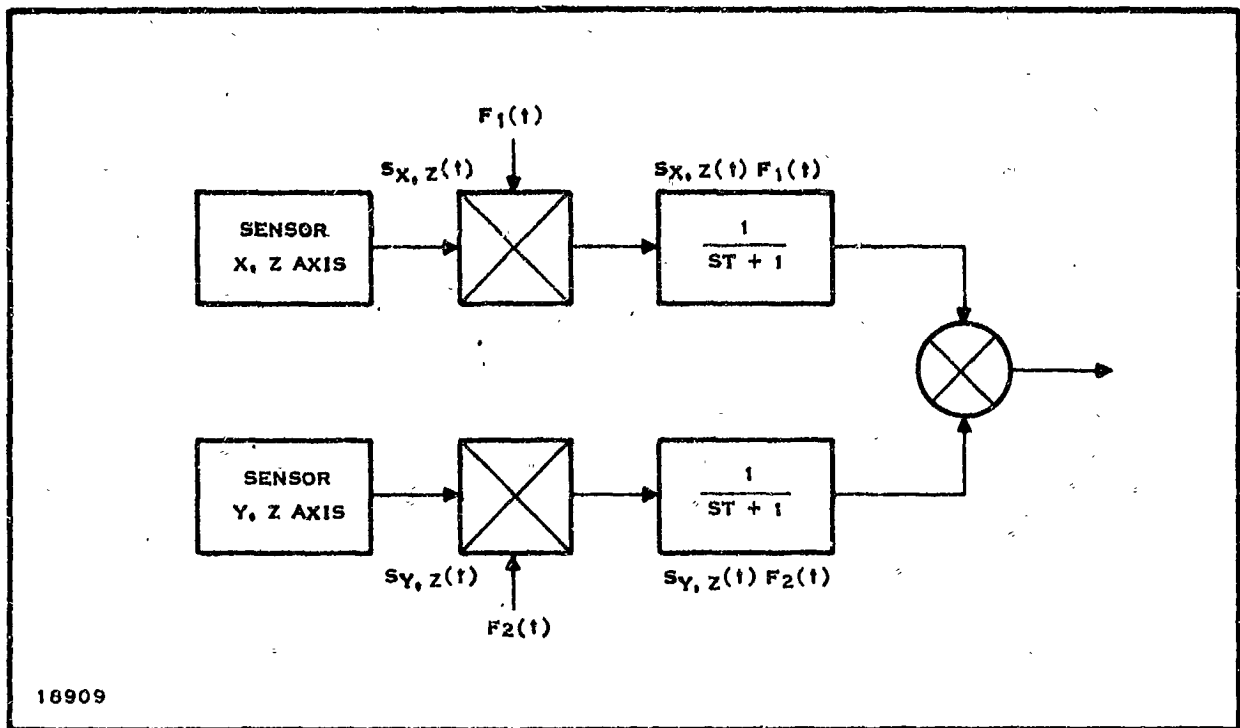 F1(t)
SX, Z(t)
SX, Z(t) F1(t)
SENSOR
X, Z AXIS
1
ST + 1
SENSOR
Y, Z AXIS
1
ST + 1
SY, Z(t)
SY, Z(t) F2(t)
F2(t)
18909